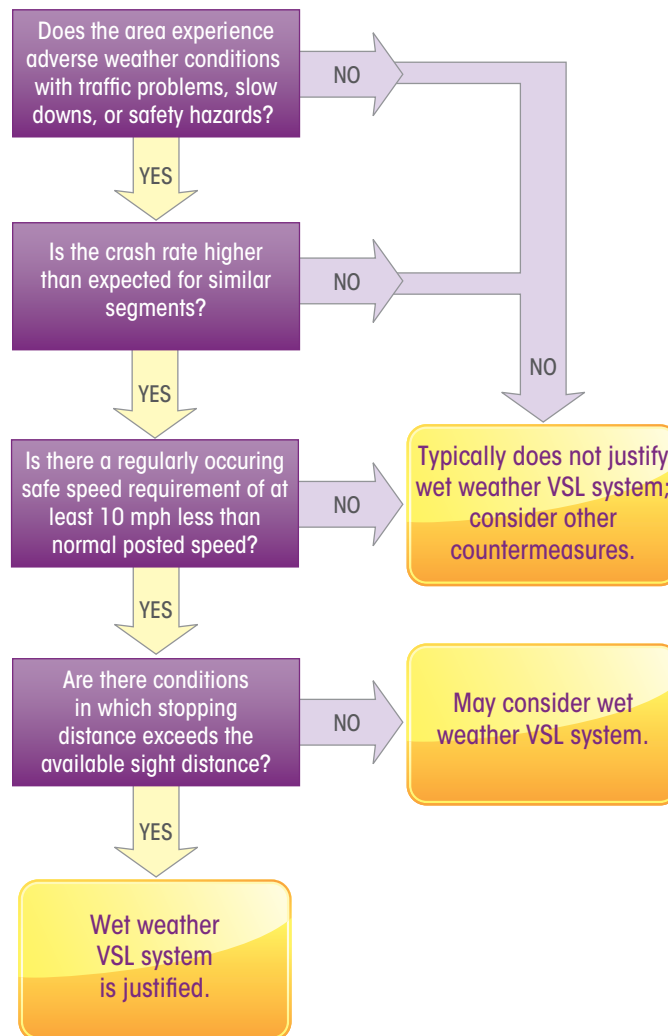 Does the area experience
adverse weather conditions
with traffic problems, slow
downs, or safety hazards?
NO
YES
Is the crash rate higher
than expected for similar
segments?
NO
NO
YES
Is there a regularly occuring
safe speed requirement of at
least 10 mph less than
normal posted speed?
NO
Typically does not justify
wet weather VSL system;
consider other
countermeasures.
YES
Are there conditions
in which stopping
distance exceeds the
available sight distance?
NO
May consider wet
weather VSL system.
YES
Wet weather
VSL system
is justified.